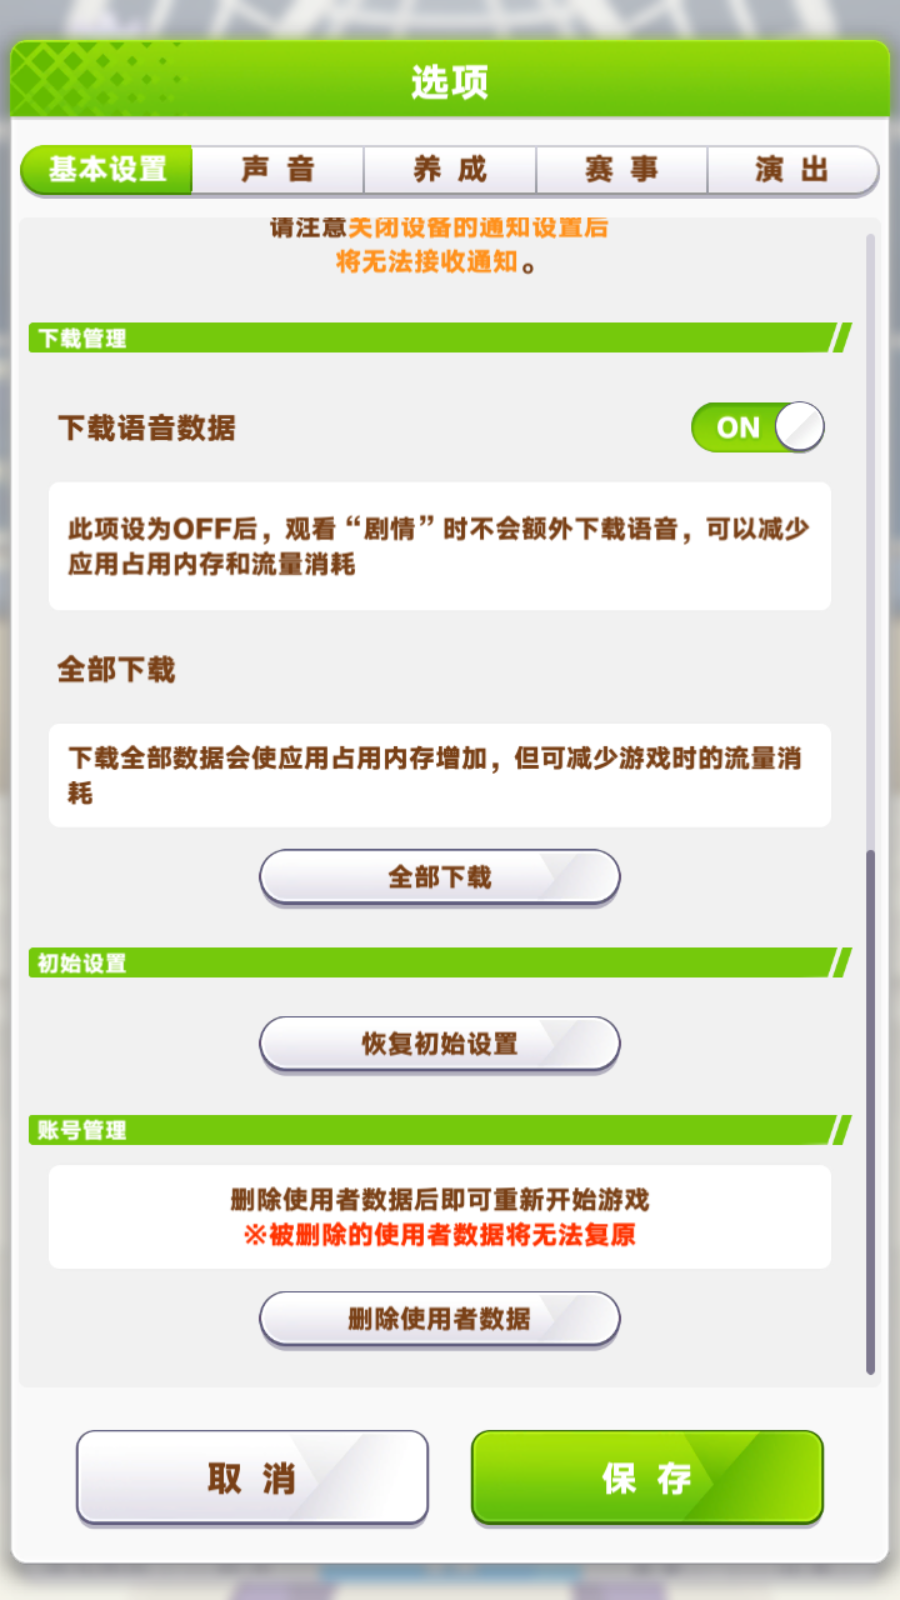 选项
基本设置 声音 养成 赛事 演出
请注意关闭设备的通知设置后
将无法接收通知。
下载管理
下载语音数据 ON
此项设为OFF后，观看“剧情”时不会额外下载语音，可以减少
应用占用内存和流量消耗
全部下载
下载全部数据会使应用占用内存增加，但可减少游戏时的流量消
耗
全部下载
初始设置
恢复初始设置
账号管理
删除使用者数据后即可重新开始游戏
※被删除的使用者数据将无法复原
删除使用者数据
取消 保存